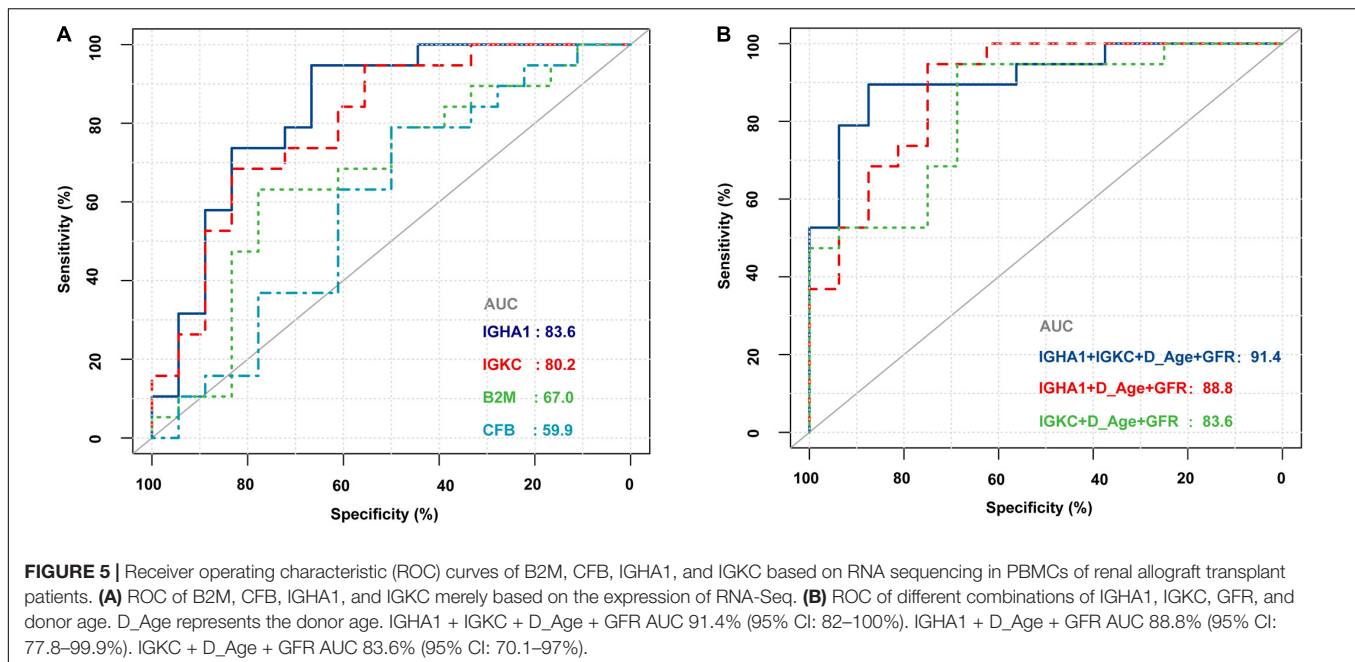 A
Sensitivity (%)
100
80
60
40
20
0
AUC
IGHA1 : 83.6
IGKC : 80.2
B2M : 67.0
CFB : 59.9
100 80 60 40 20 0
Specificity (%)
B
Sensitivity (%)
100
80
60
40
20
0
AUC
IGHA1+IGKC+D_Age+GFR: 91.4
IGHA1+D_Age+GFR : 88.8
IGKC+D_Age+GFR : 83.6
100 80 60 40 20 0
Specificity (%)
FIGURE 5 | Receiver operating characteristic (ROC) curves of B2M, CFB, IGHA1, and IGKC based on RNA sequencing in PBMCs of renal allograft transplant
patients. (A) ROC of B2M, CFB, IGHA1, and IGKC merely based on the expression of RNA-Seq. (B) ROC of different combinations of IGHA1, IGKC, GFR, and
donor age. D_Age represents the donor age. IGHA1 + IGKC + D_Age + GFR AUC 91.4% (95% CI: 82–100%). IGHA1 + D_Age + GFR AUC 88.8% (95% CI:
77.8–99.9%). IGKC + D_Age + GFR AUC 83.6% (95% CI: 70.1–97%).